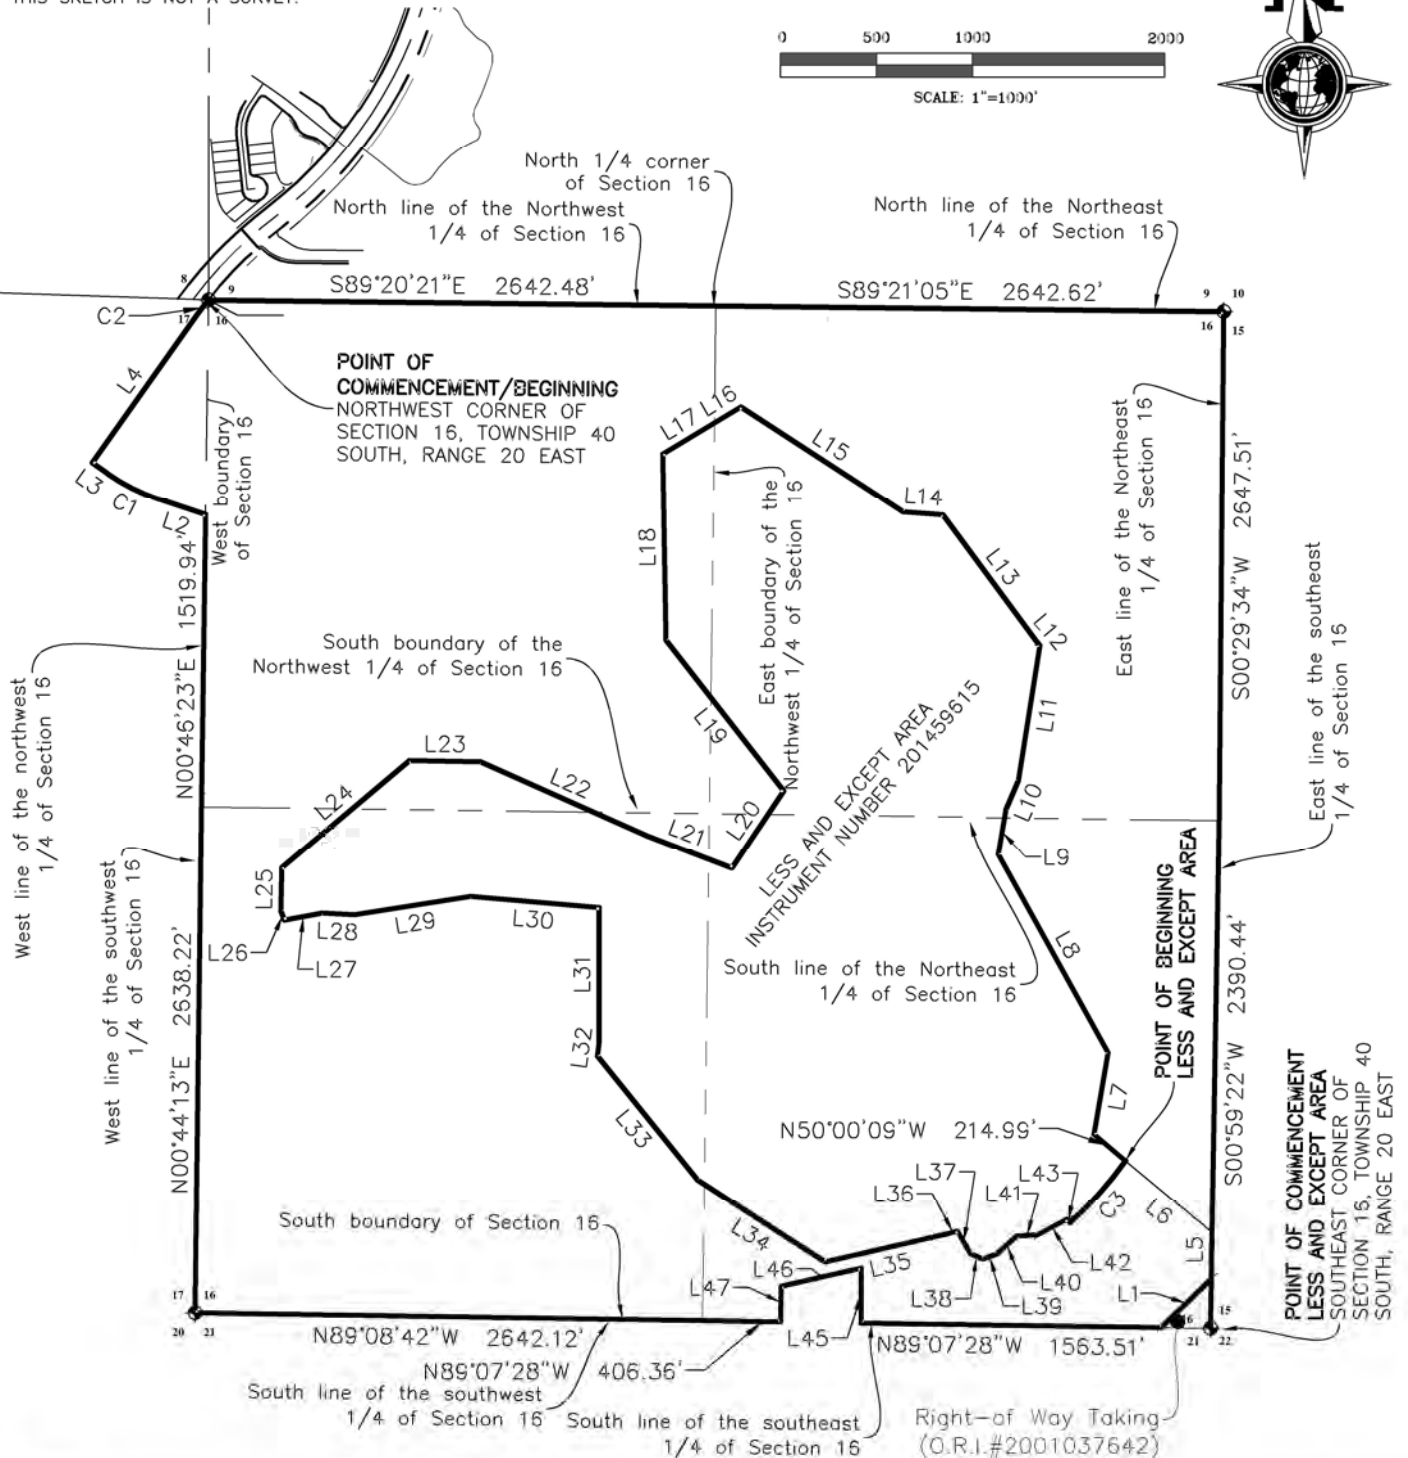 THIS SKETCH IS NOT A SURVEY.
0 500 1000 2000
SCALE: 1"=1000'
North 1/4 corner
of Section 16
North line of the Northwest
1/4 of Section 16
North line of the Northeast
1/4 of Section 16
S89°20'21"E 2642.48'
S89°21'05"E 2642.62'
8 9
17 16
9 10
16 15
C2
POINT OF
COMMENCEMENT/BEGINNING
NORTHWEST CORNER OF
SECTION 16, TOWNSHIP 40
SOUTH, RANGE 20 EAST
L4
L3
C1
L2
West boundary
of Section 16
L17
L16
L15
L14
L13
L12
L11
L10
L9
L8
L7
L18
L19
L20
L21
L22
L23
L24
L25
L26
L27
L28
L29
L30
L31
L32
L33
L34
L35
L36
L37
L38
L39
L40
L41
L42
L43
C3
L6
L5
L1
L45
L46
L47
East boundary of the
Northwest 1/4 of Section 16
East line of the Northeast
1/4 of Section 16
S00°29'34"W 2647.51'
East line of the southeast
1/4 of Section 16
S00°59'22"W 2390.44'
N00°46'23"E 1519.94'
West line of the northwest
1/4 of Section 16
West line of the southwest
1/4 of Section 16
N00°44'13"E 2638.22'
South boundary of the
Northwest 1/4 of Section 16
LESS AND EXCEPT AREA
INSTRUMENT NUMBER 201459615
South line of the Northeast
1/4 of Section 16
POINT OF BEGINNING
LESS AND EXCEPT AREA
N50°00'09"W 214.99'
POINT OF COMMENCEMENT
LESS AND EXCEPT AREA
SOUTHEAST CORNER OF
SECTION 16, TOWNSHIP 40
SOUTH, RANGE 20 EAST
South boundary of Section 16
17 16
20 21
6 15
21 22
N89°08'42"W 2642.12'
N89°07'28"W 406.36'
N89°07'28"W 1563.51'
South line of the southwest
1/4 of Section 16
South line of the southeast
1/4 of Section 16
Right-of Way Taking
(O.R.I.#2001037642)